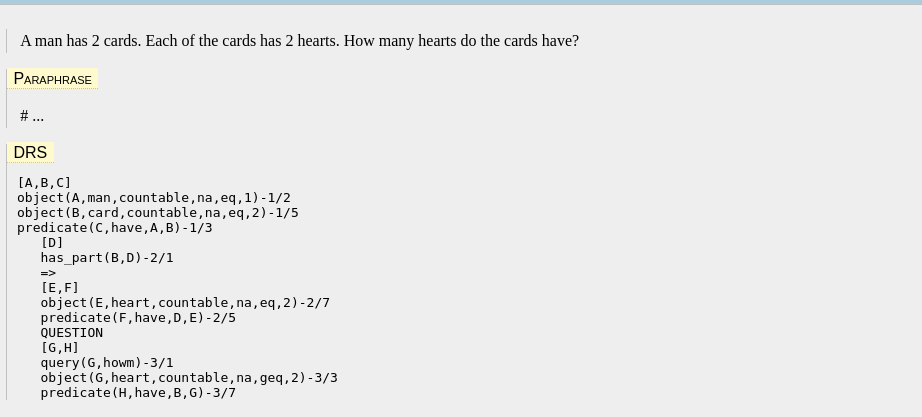 A man has 2 cards. Each of the cards has 2 hearts. How many hearts do the cards have?
PARAPHRASE
# ...
DRS
[A,B,C]
object(A,man,countable,na,eq,1)-1/2
object(B,card,countable,na,eq,2)-1/5
predicate(C,have,A,B)-1/3
   [D]
   has_part(B,D)-2/1
   =>
   [E,F]
   object(E,heart,countable,na,eq,2)-2/7
   predicate(F,have,D,E)-2/5
   QUESTION
   [G,H]
   query(G,howm)-3/1
   object(G,heart,countable,na,geq,2)-3/3
   predicate(H,have,B,G)-3/7